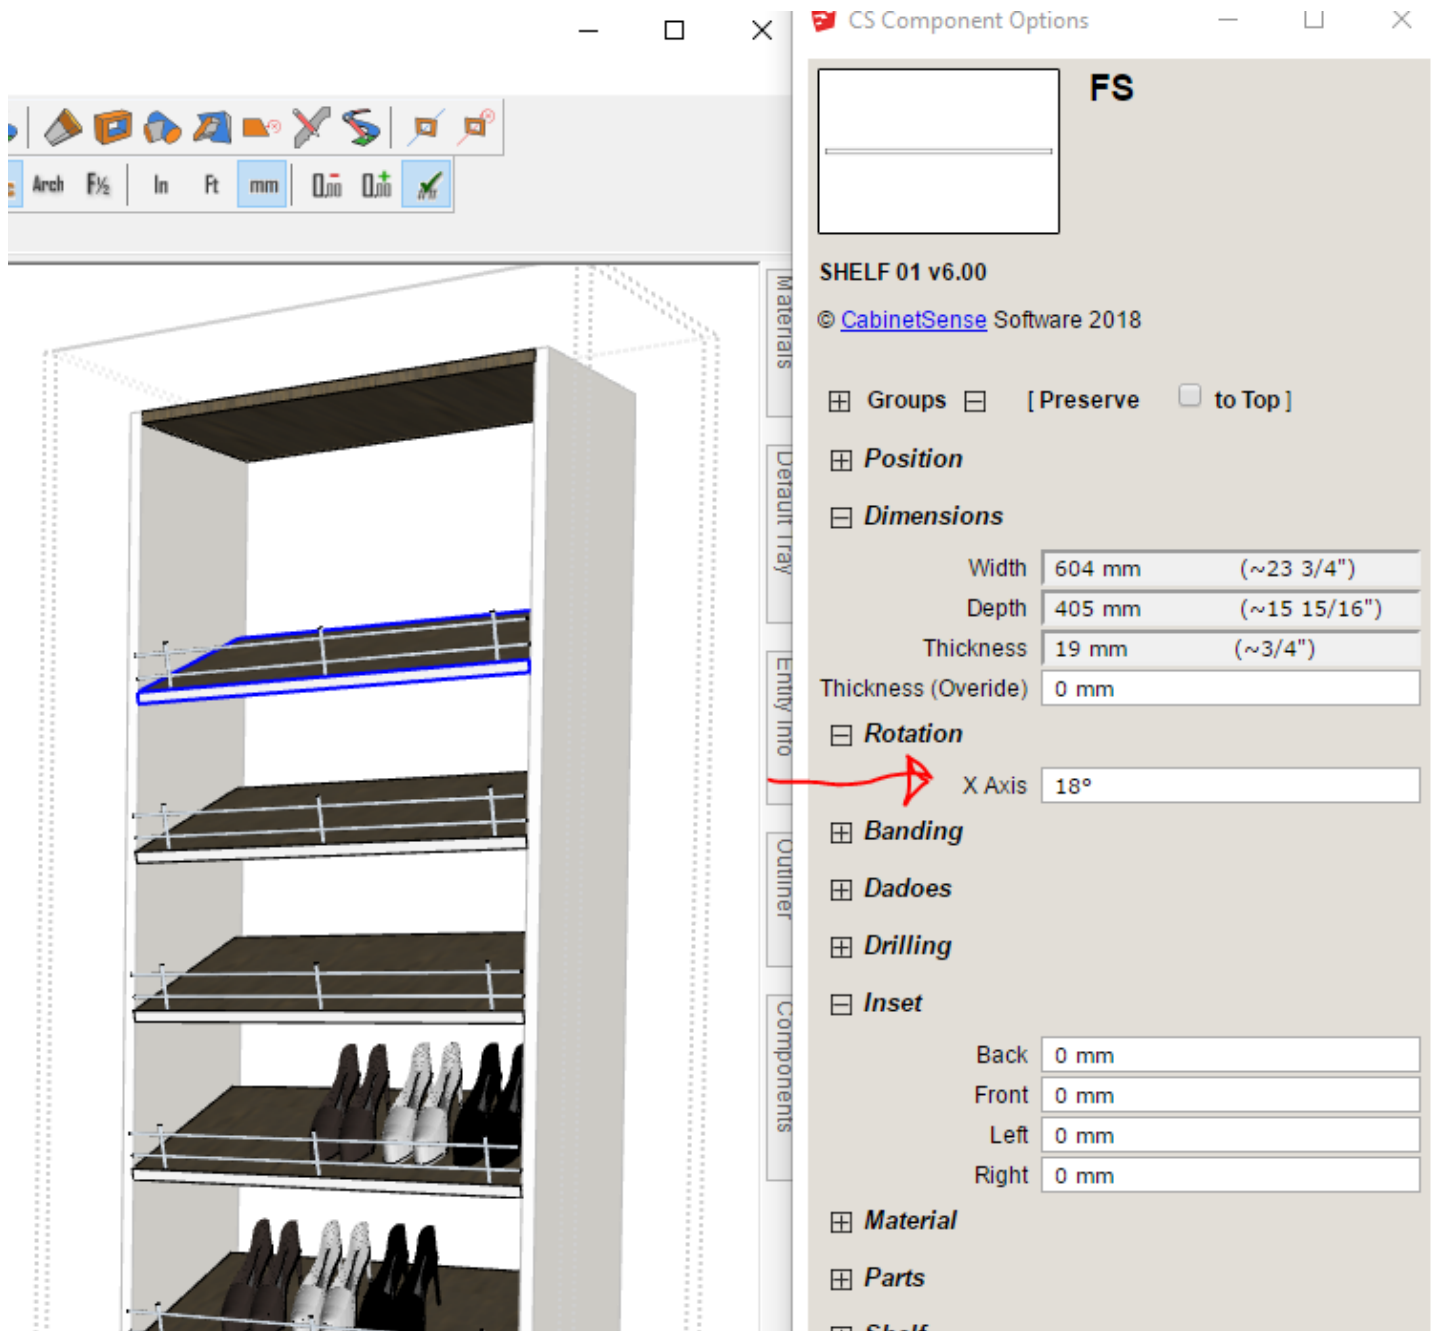 CS Component Options
FS
Arch F½ In Ft mm
SHELF 01 v6.00
© CabinetSense Software 2018
Groups [ Preserve to Top ]
Position
Dimensions
Width 604 mm (~23 3/4")
Depth 405 mm (~15 15/16")
Thickness 19 mm (~3/4")
Thickness (Overide) 0 mm
Rotation
X Axis 18°
Banding
Dadoes
Drilling
Inset
Back 0 mm
Front 0 mm
Left 0 mm
Right 0 mm
Material
Parts
Shelf
Materials
Default Tray
Entity Info
Outliner
Components